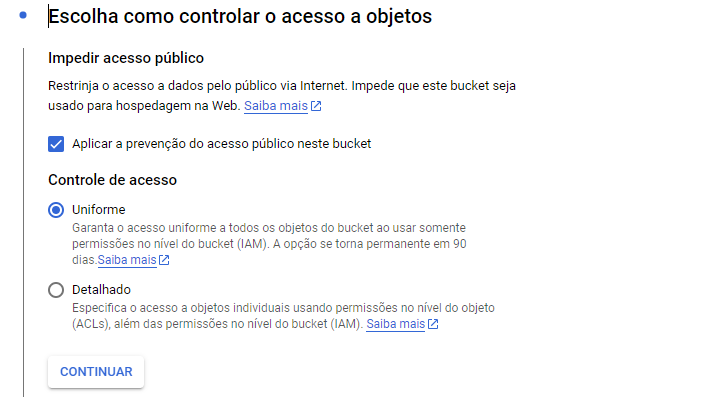 Escolha como controlar o acesso a objetos
Impedir acesso público
Restrinja o acesso a dados pelo público via Internet. Impede que este bucket seja
usado para hospedagem na Web. Saiba mais
Aplicar a prevenção do acesso público neste bucket
Controle de acesso
Uniforme
Garanta o acesso uniforme a todos os objetos do bucket ao usar somente
permissões no nível do bucket (IAM). A opção se torna permanente em 90
dias.Saiba mais
Detalhado
Especifica o acesso a objetos individuais usando permissões no nível do objeto
(ACLs), além das permissões no nível do bucket (IAM). Saiba mais
CONTINUAR